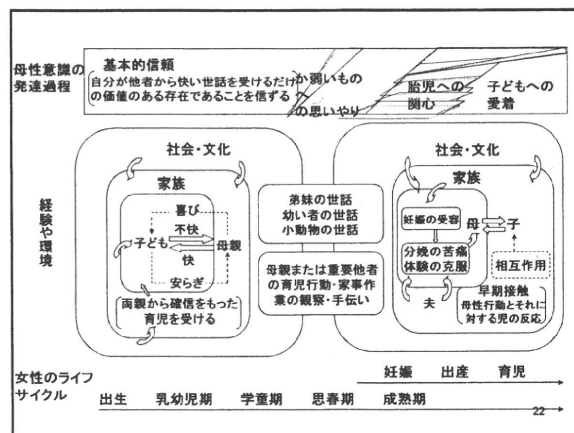 母性意識の
発達過程
基本的信頼
自分が他者から快い世話を受けるだけ
の価値のある存在であることを信ずる
か弱いもの
へ
の思いやり
胎児への
関心
子どもへの
愛着
経験や環境
社会・文化
家族
喜び
不快
子ども
母親
快
安らぎ
両親から確信をもった
育児を受ける
弟妹の世話
幼い者の世話
小動物の世話
母親または重要他者
の育児行動・家事作
業の観察・手伝い
社会・文化
家族
妊娠の受容
母
子
分娩の苦痛
体験の克服
相互作用
夫
早期接触
母性行動とそれに
対する児の反応
女性のライフ
サイクル
妊娠 出産 育児
出生 乳幼児期 学童期 思春期 成熟期
22